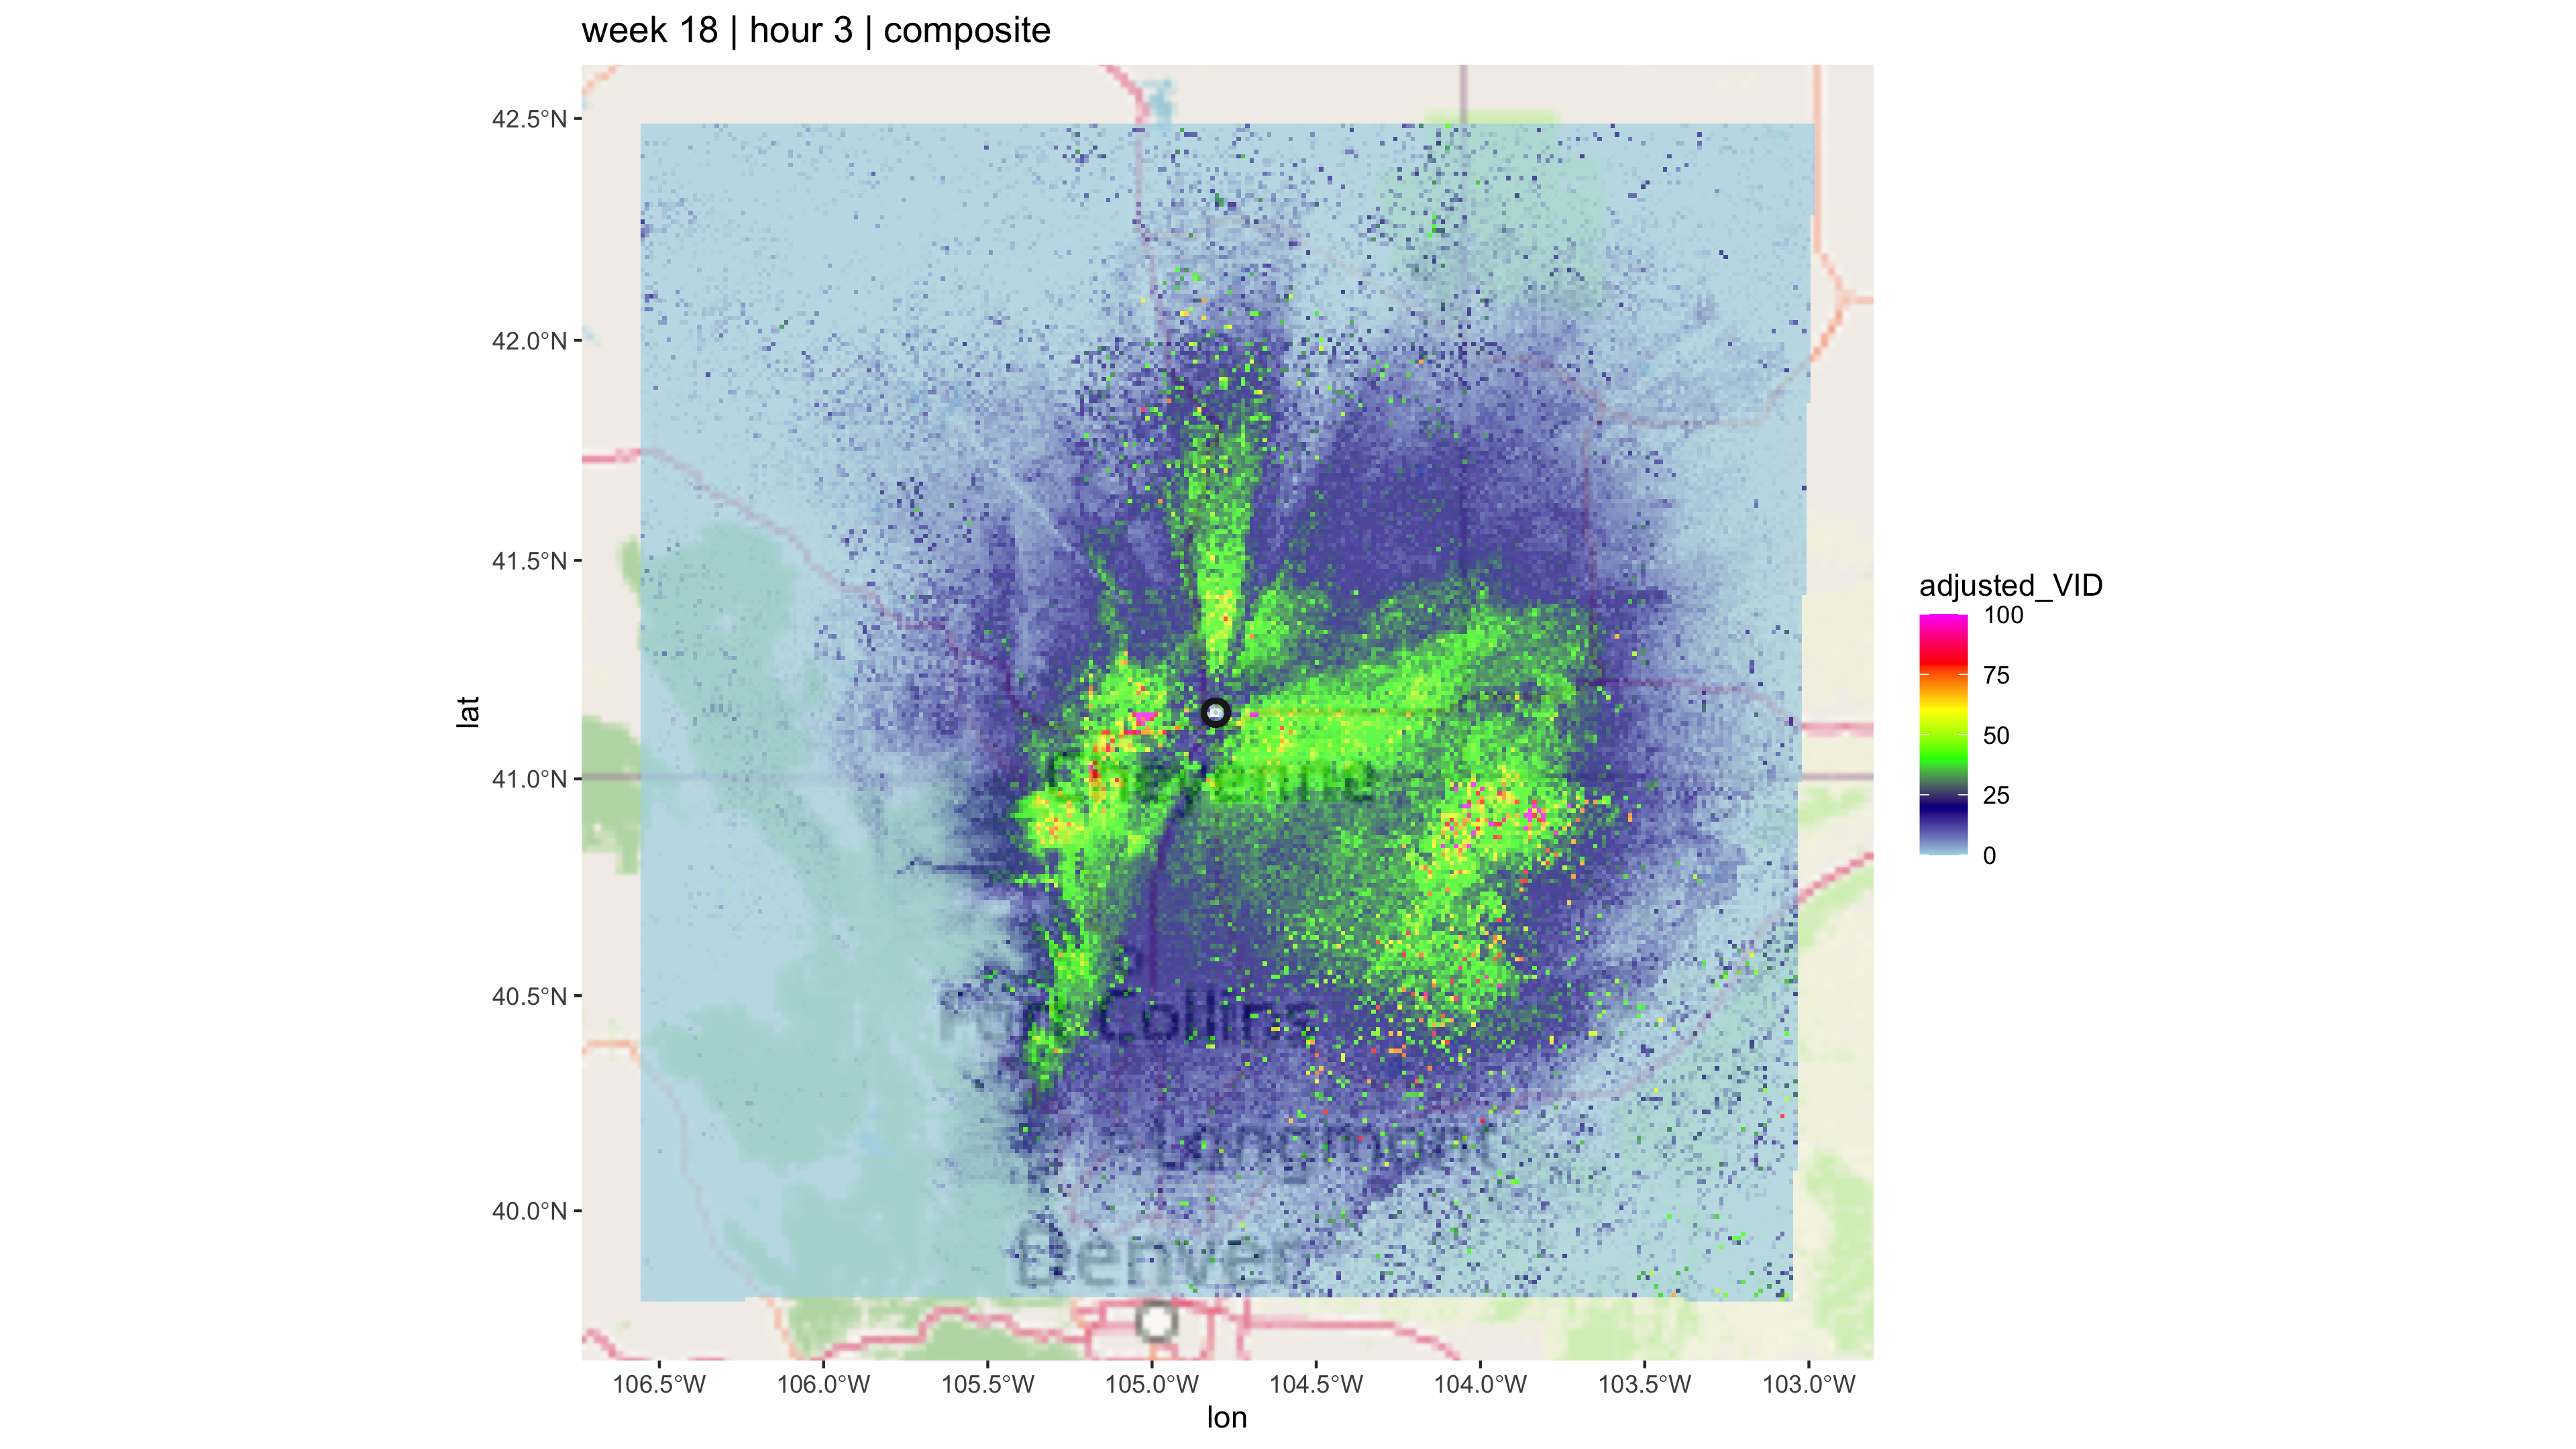 week 18 | hour 3 | composite
42.5°N
42.0°N
41.5°N
41.0°N
40.5°N
40.0°N
lat
Cheyenne
Fort Collins
Longmont
Denver
106.5°W 106.0°W 105.5°W 105.0°W 104.5°W 104.0°W 103.5°W 103.0°W
lon
adjusted_VID
100
75
50
25
0